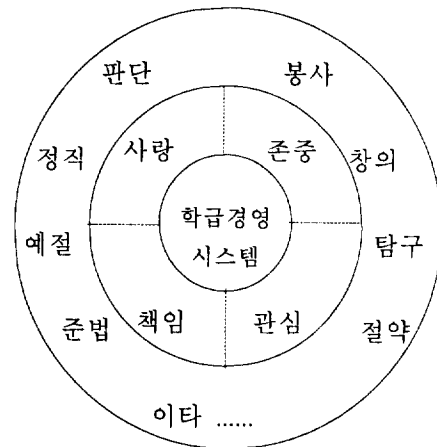 판단
봉사
정직
사랑
존중
창의
학급경영
시스템
예절
탐구
준법
책임
관심
절약
이타 ......